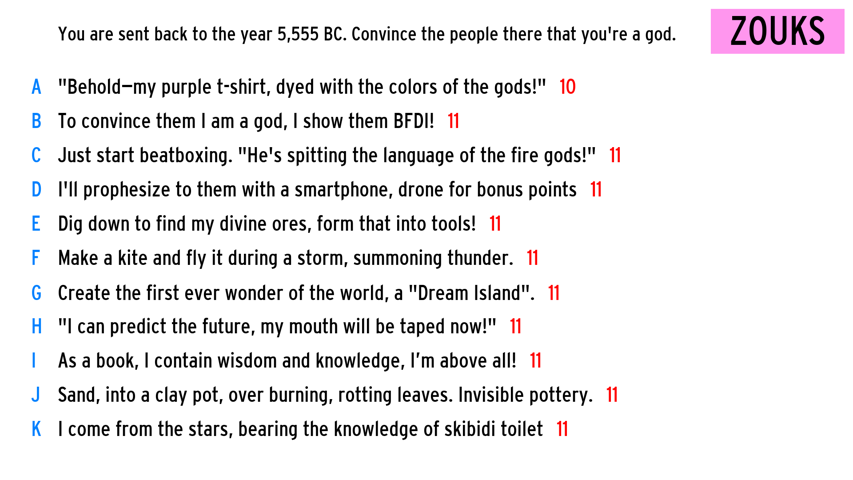 You are sent back to the year 5,555 BC. Convince the people there that you're a god.
ZOUKS
A "Behold—my purple t-shirt, dyed with the colors of the gods!" 10
B To convince them I am a god, I show them BFDI! 11
C Just start beatboxing. "He's spitting the language of the fire gods!" 11
D I'll prophesize to them with a smartphone, drone for bonus points 11
E Dig down to find my divine ores, form that into tools! 11
F Make a kite and fly it during a storm, summoning thunder. 11
G Create the first ever wonder of the world, a "Dream Island". 11
H "I can predict the future, my mouth will be taped now!" 11
I As a book, I contain wisdom and knowledge, I’m above all! 11
J Sand, into a clay pot, over burning, rotting leaves. Invisible pottery. 11
K I come from the stars, bearing the knowledge of skibidi toilet 11